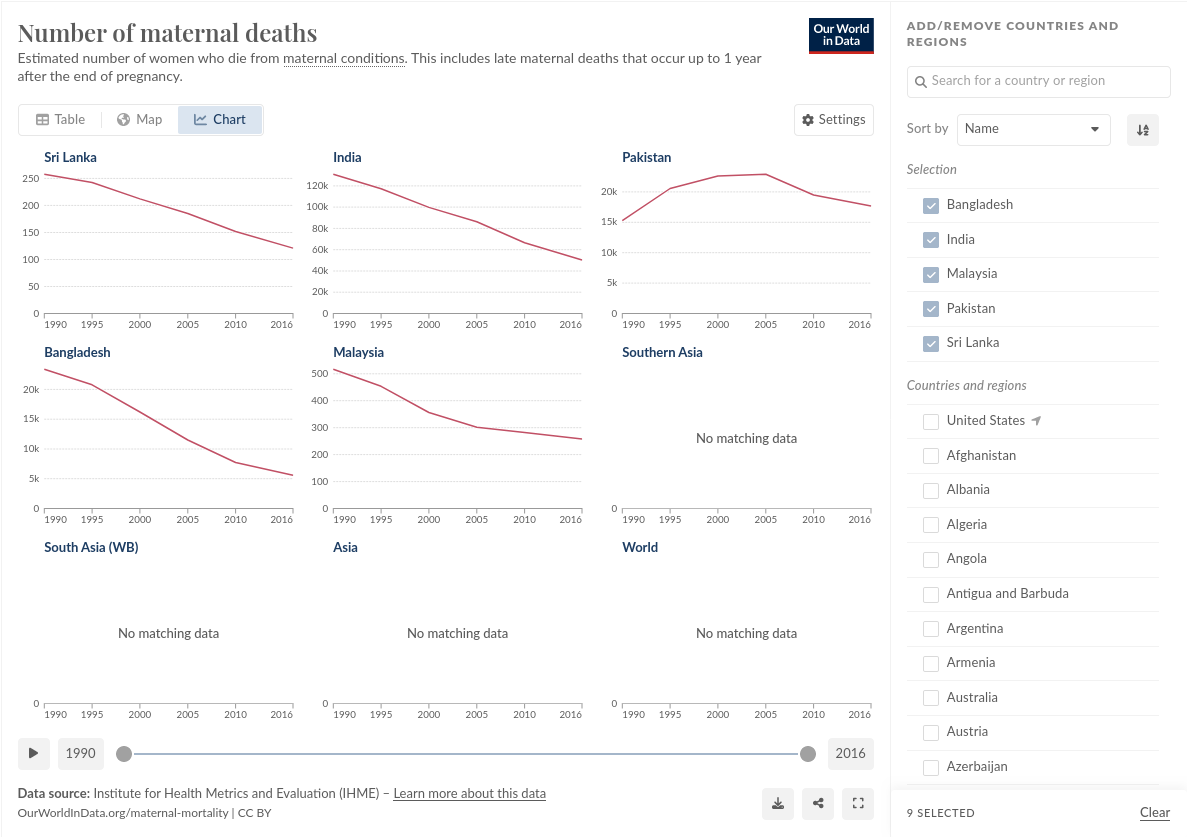 Number of maternal deaths
Estimated number of women who die from maternal conditions. This includes late maternal deaths that occur up to 1 year
after the end of pregnancy.
Our World
in Data
Table
Map
Chart
Settings
Sri Lanka
250
200
150
100
50
0
1990 1995 2000 2005 2010 2016
India
120k
100k
80k
60k
40k
20k
0
1990 1995 2000 2005 2010 2016
Pakistan
20k
15k
10k
5k
0
1990 1995 2000 2005 2010 2016
Bangladesh
20k
15k
10k
5k
0
1990 1995 2000 2005 2010 2016
Malaysia
500
400
300
200
100
0
1990 1995 2000 2005 2010 2016
Southern Asia
No matching data
0
1990 1995 2000 2005 2010 2016
South Asia (WB)
No matching data
0
1990 1995 2000 2005 2010 2016
Asia
No matching data
0
1990 1995 2000 2005 2010 2016
World
No matching data
0
1990 1995 2000 2005 2010 2016
1990
2016
Data source: Institute for Health Metrics and Evaluation (IHME) – Learn more about this data
OurWorldInData.org/maternal-mortality | CC BY
ADD/REMOVE COUNTRIES AND
REGIONS
Search for a country or region
Sort by
Name
Selection
Bangladesh
India
Malaysia
Pakistan
Sri Lanka
Countries and regions
United States
Afghanistan
Albania
Algeria
Angola
Antigua and Barbuda
Argentina
Armenia
Australia
Austria
Azerbaijan
9 SELECTED
Clear